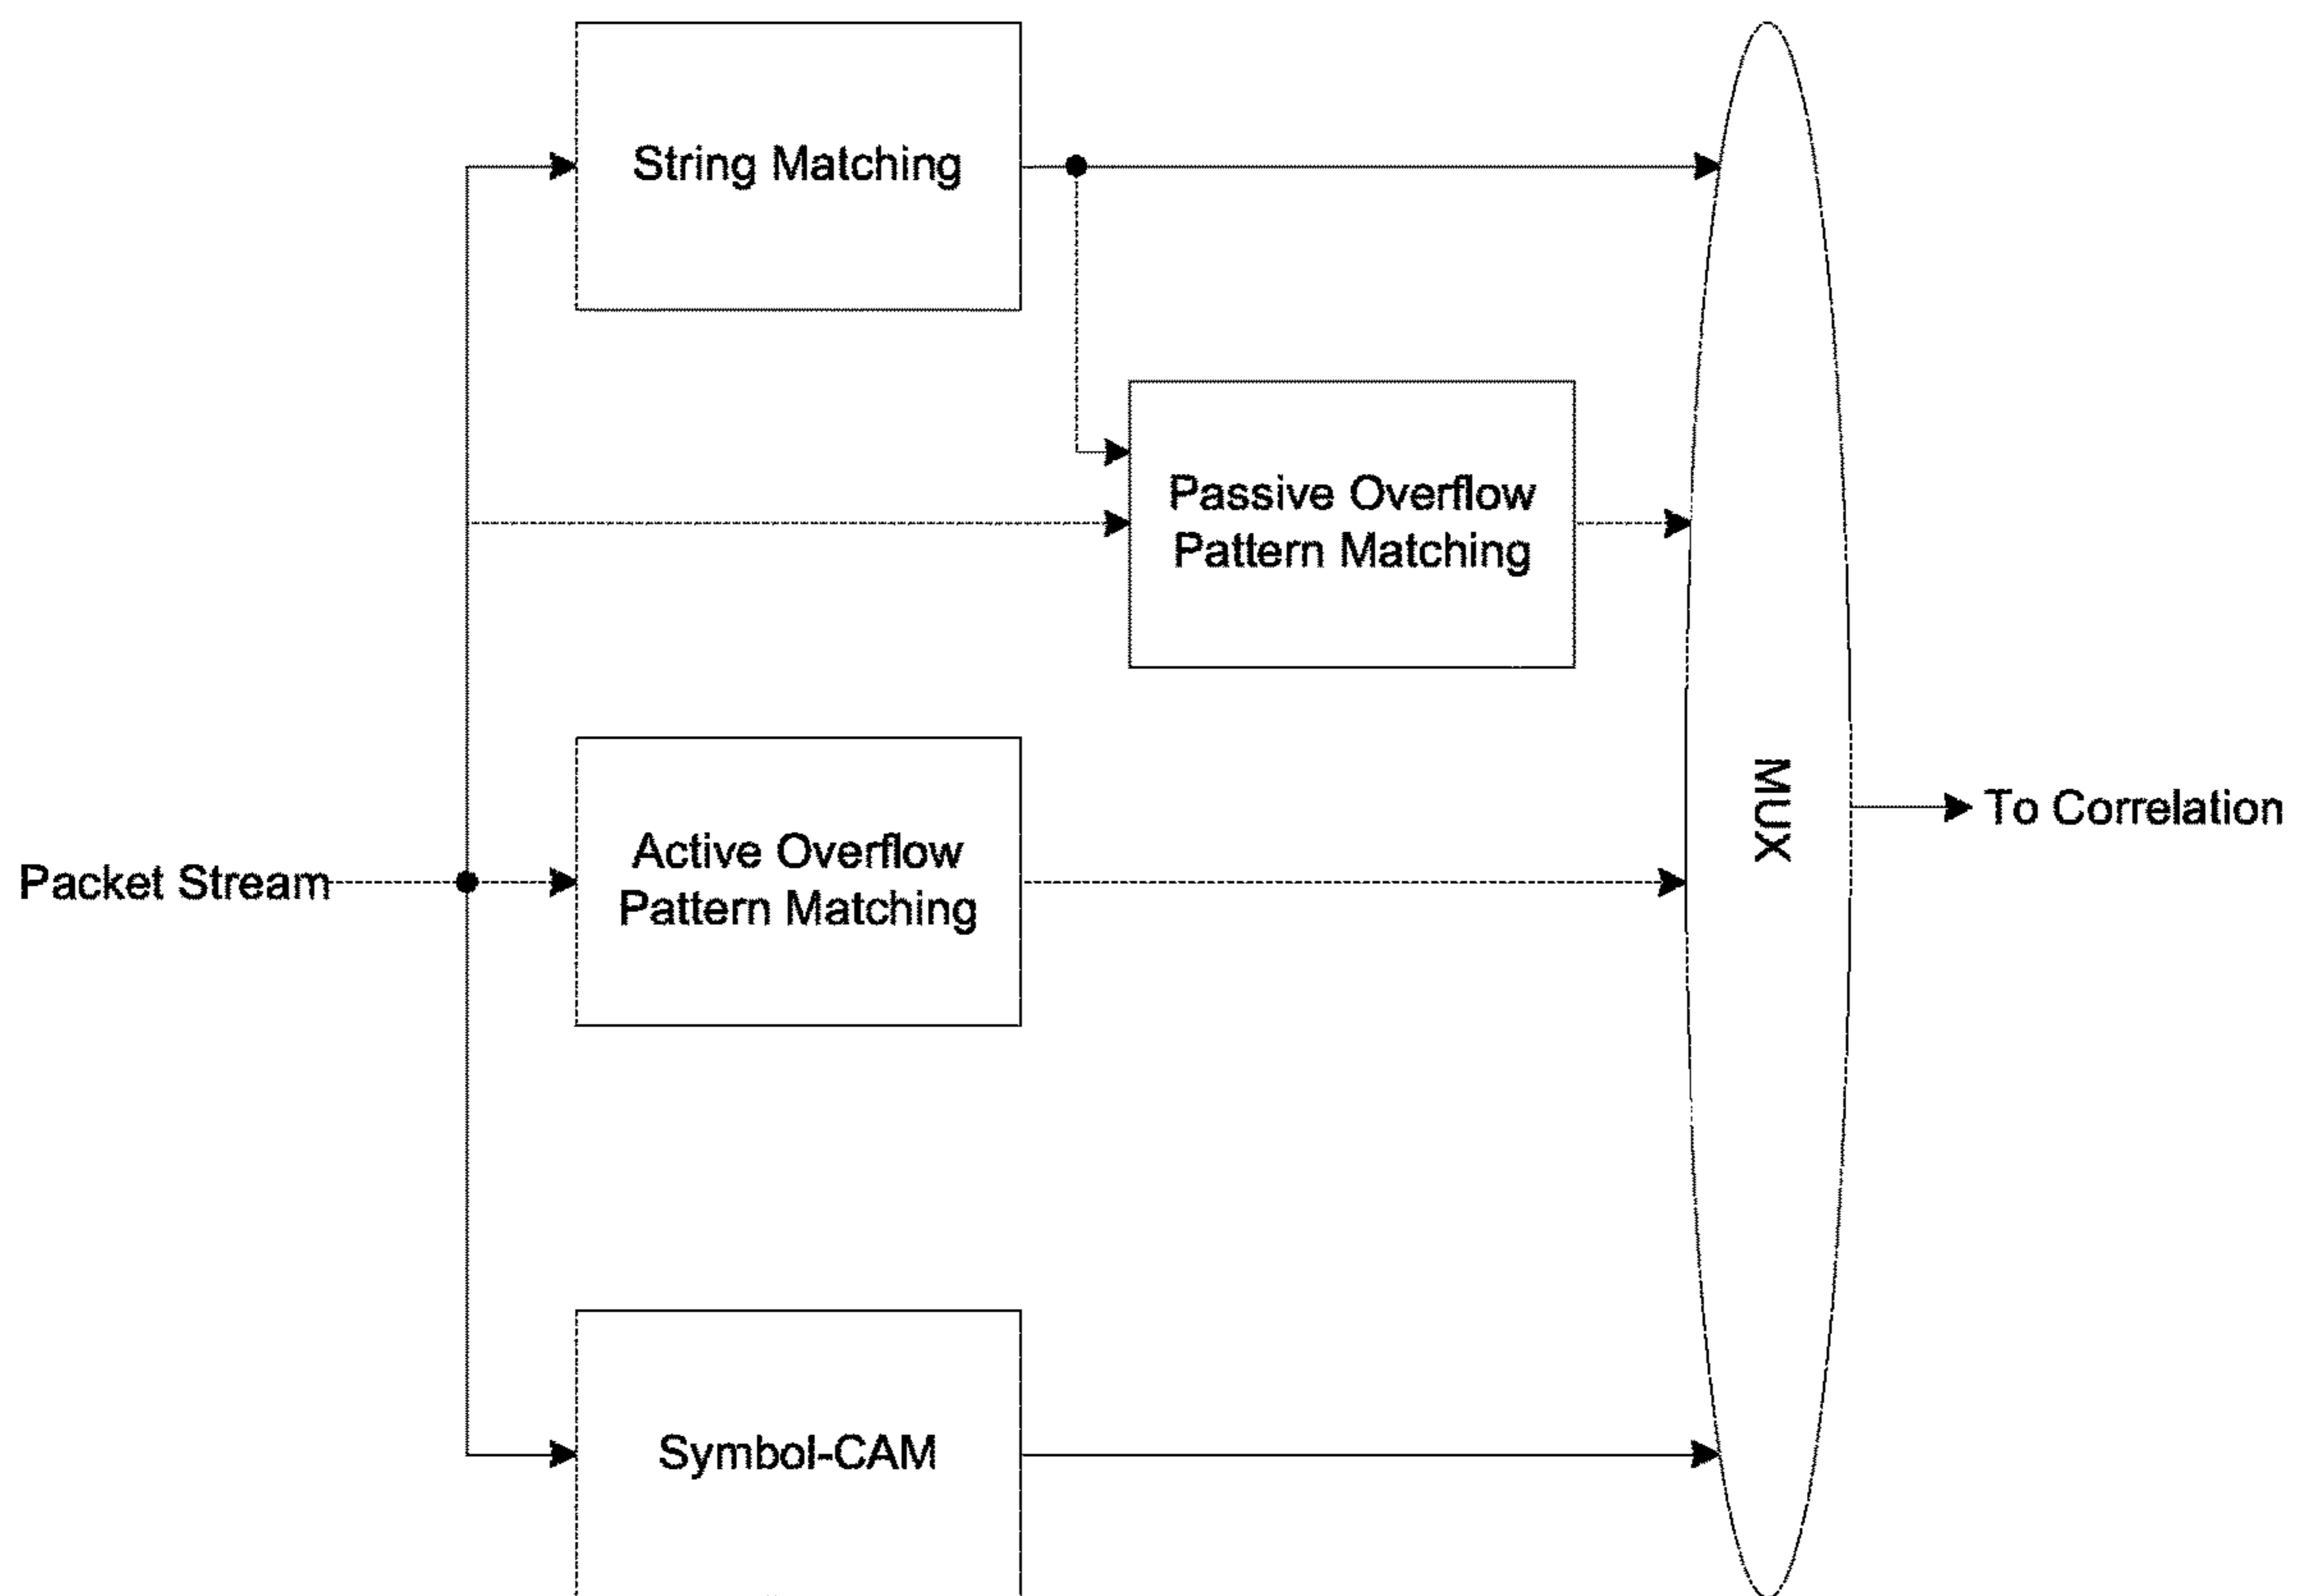 String Matching
Passive Overflow
Pattern Matching
Active Overflow
Pattern Matching
Packet Stream
MUX
To Correlation
Symbol-CAM